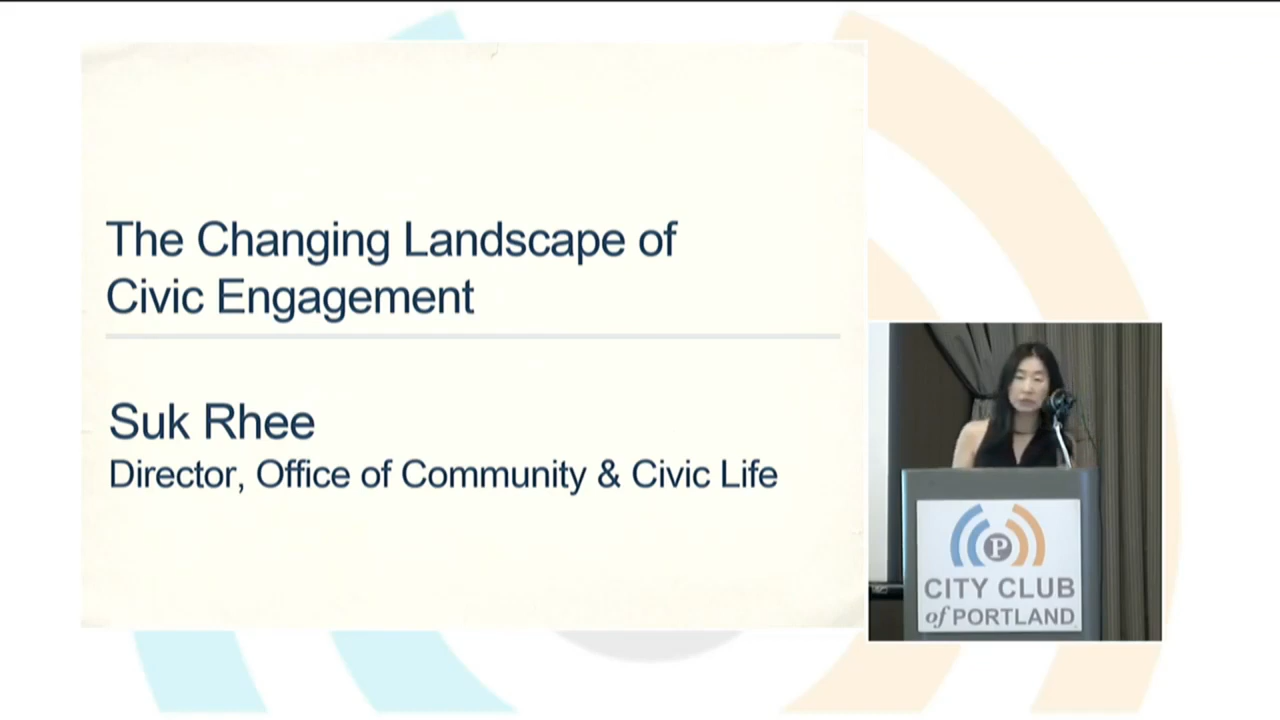 The Changing Landscape of
Civic Engagement
Suk Rhee
Director, Office of Community & Civic Life
P
CITY CLUB
of PORTLAND